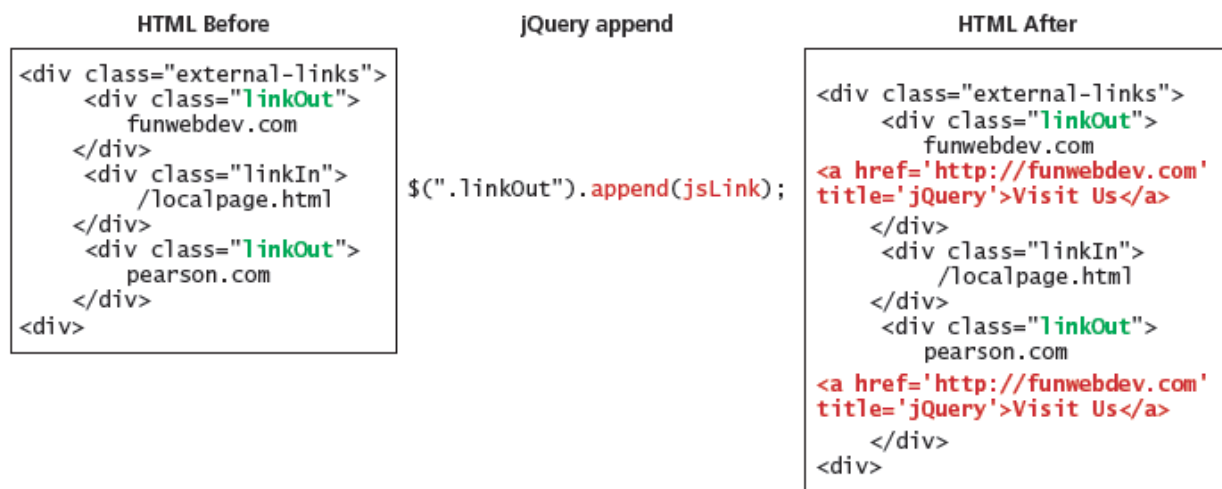 HTML Before
<div class="external-links">
<div class="linkOut">
funwebdev.com
</div>
<div class="linkIn">
/localpage.html
</div>
<div class="linkOut">
pearson.com
</div>
<div>
jQuery append
$(".linkOut").append(jsLink);
HTML After
<div class="external-links">
<div class="linkOut">
funwebdev.com
<a href='http://funwebdev.com'
title='jQuery'>Visit Us</a>
</div>
<div class="linkIn">
/localpage.html
</div>
<div class="linkOut">
pearson.com
<a href='http://funwebdev.com'
title='jQuery'>Visit Us</a>
</div>
<div>